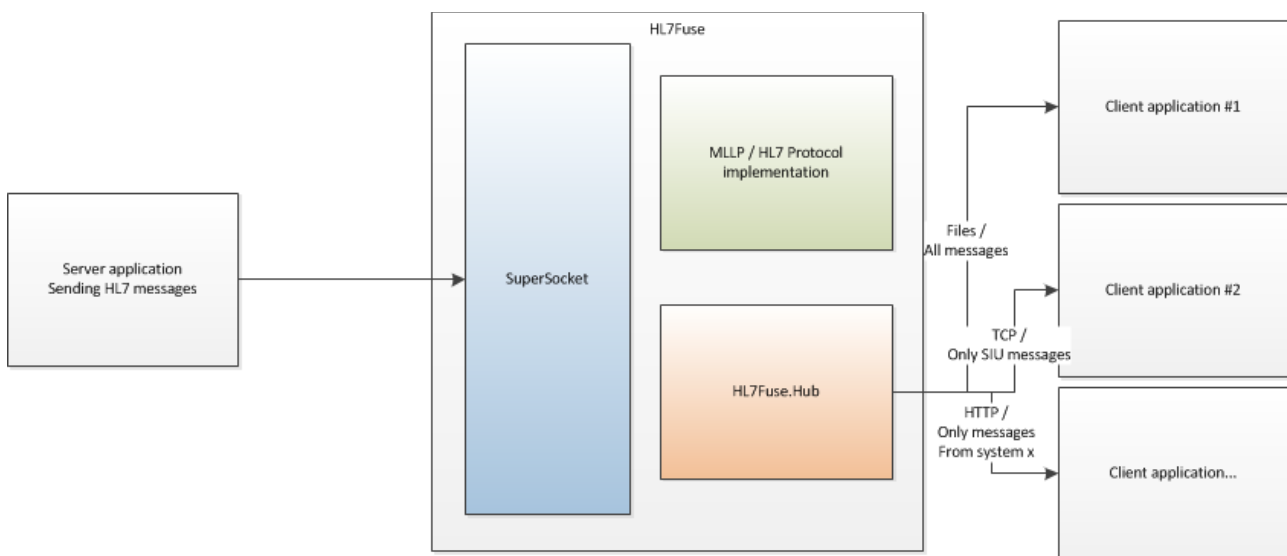 HL7Fuse
Server application
Sending HL7 messages
SuperSocket
MLLP / HL7 Protocol
implementation
HL7Fuse.Hub
Files /
All messages
TCP /
Only SIU messages
HTTP /
Only messages
From system x
Client application #1
Client application #2
Client application...